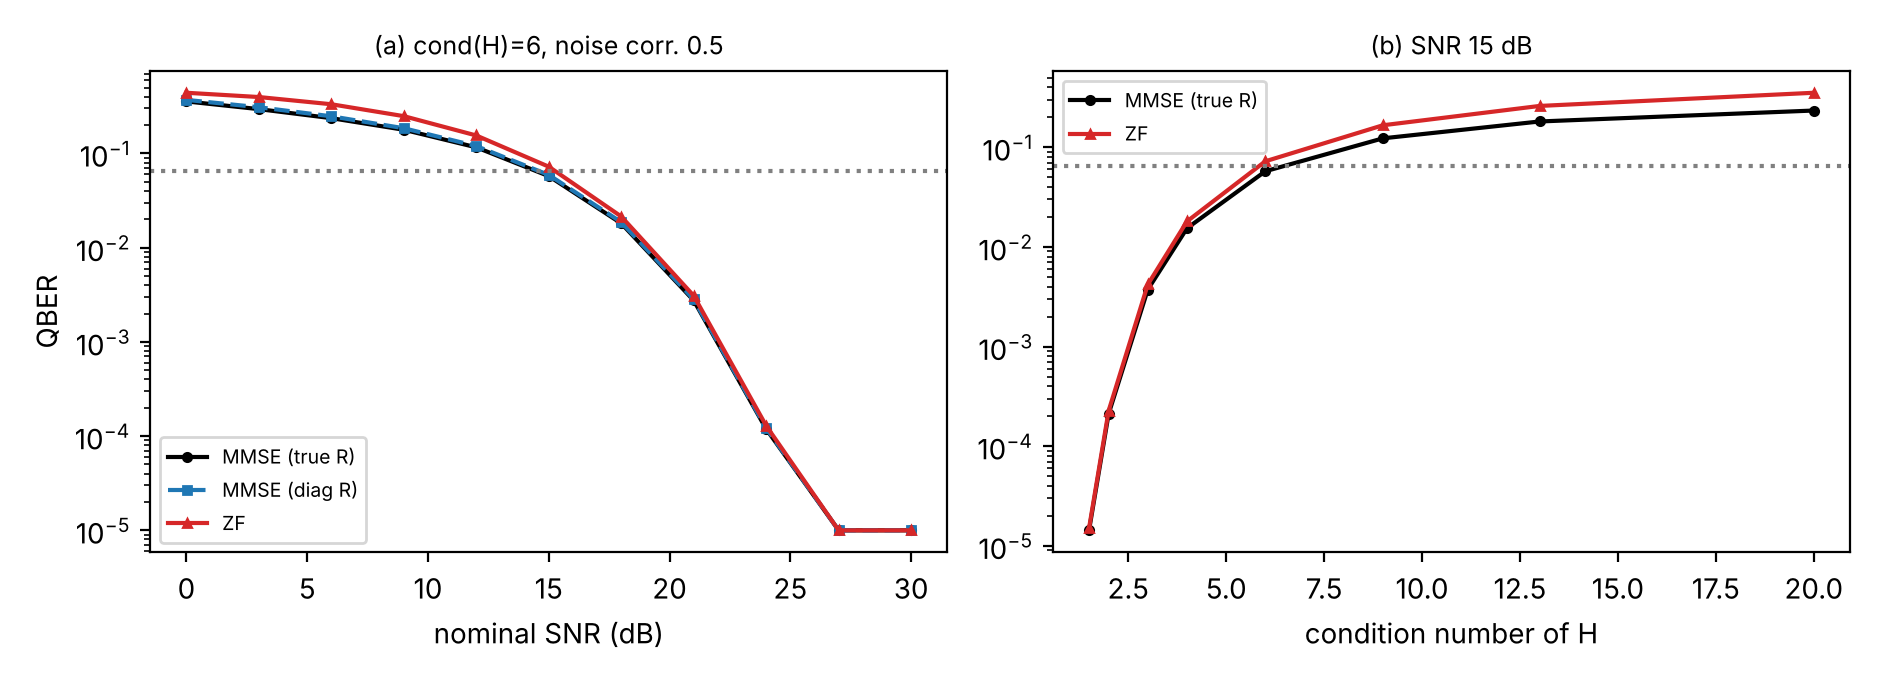 (a) cond(H)=6, noise corr. 0.5
QBER
10⁻¹
10⁻²
10⁻³
10⁻⁴
10⁻⁵
MMSE (true R)
MMSE (diag R)
ZF
0 5 10 15 20 25 30
nominal SNR (dB)
(b) SNR 15 dB
MMSE (true R)
ZF
10⁻¹
10⁻²
10⁻³
10⁻⁴
10⁻⁵
2.5 5.0 7.5 10.0 12.5 15.0 17.5 20.0
condition number of H